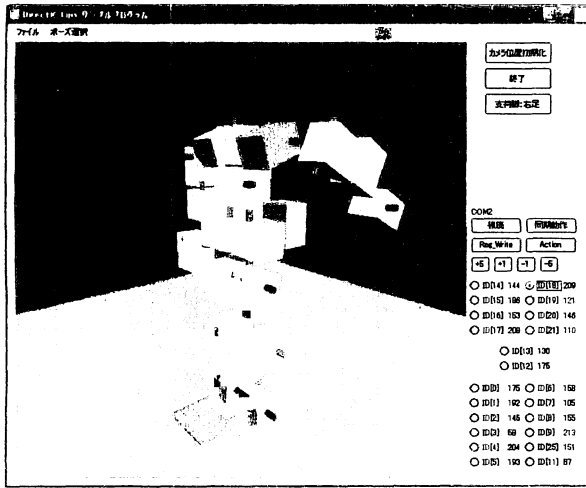 ファイル ポーズ選択
カメラ位置初期化
終了
支持脚:右足
COM2
接続 同期動作
Reg_Write Action
+5 +1 -1 -5
ID[14] 144 ID[18] 209
ID[15] 186 ID[19] 121
ID[16] 153 ID[20] 146
ID[17] 209 ID[21] 110
ID[13] 130
ID[12] 175
ID[0] 175 ID[6] 158
ID[1] 192 ID[7] 105
ID[2] 145 ID[8] 155
ID[3] 59 ID[9] 213
ID[4] 204 ID[25] 151
ID[5] 193 ID[11] 87